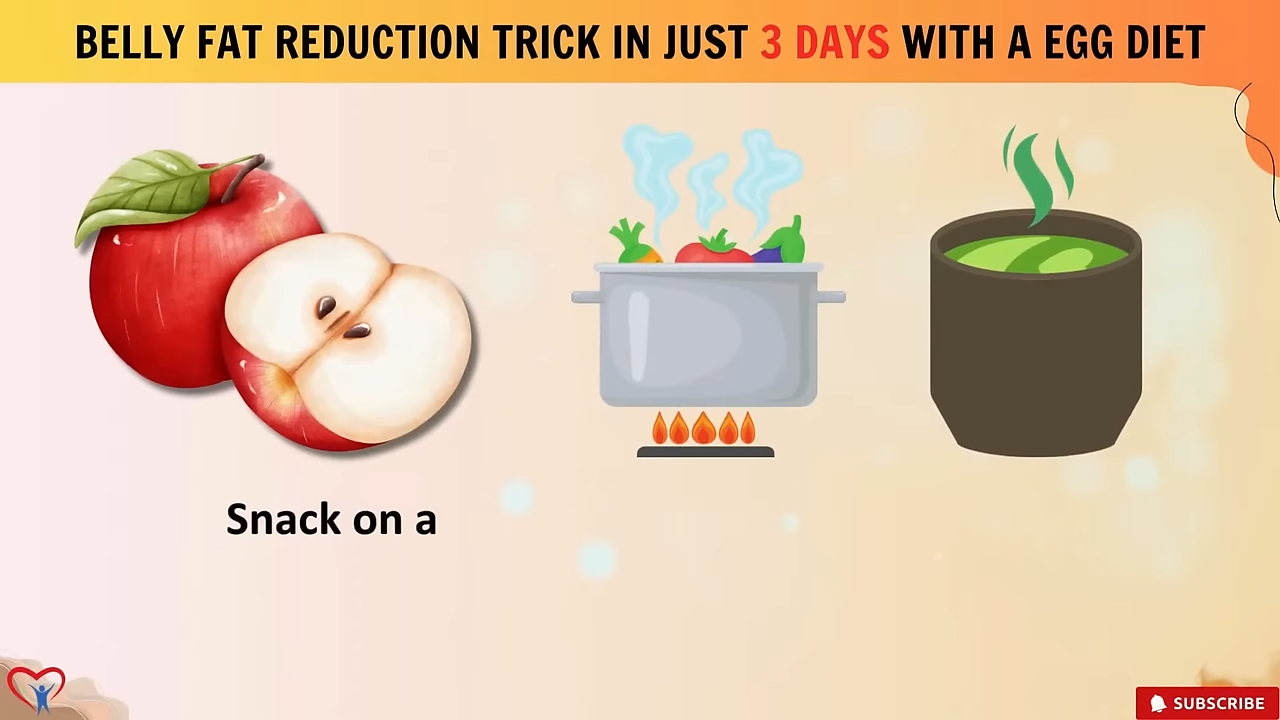 BELLY FAT REDUCTION TRICK IN JUST 3 DAYS WITH A EGG DIET
Snack on a
SUBSCRIBE